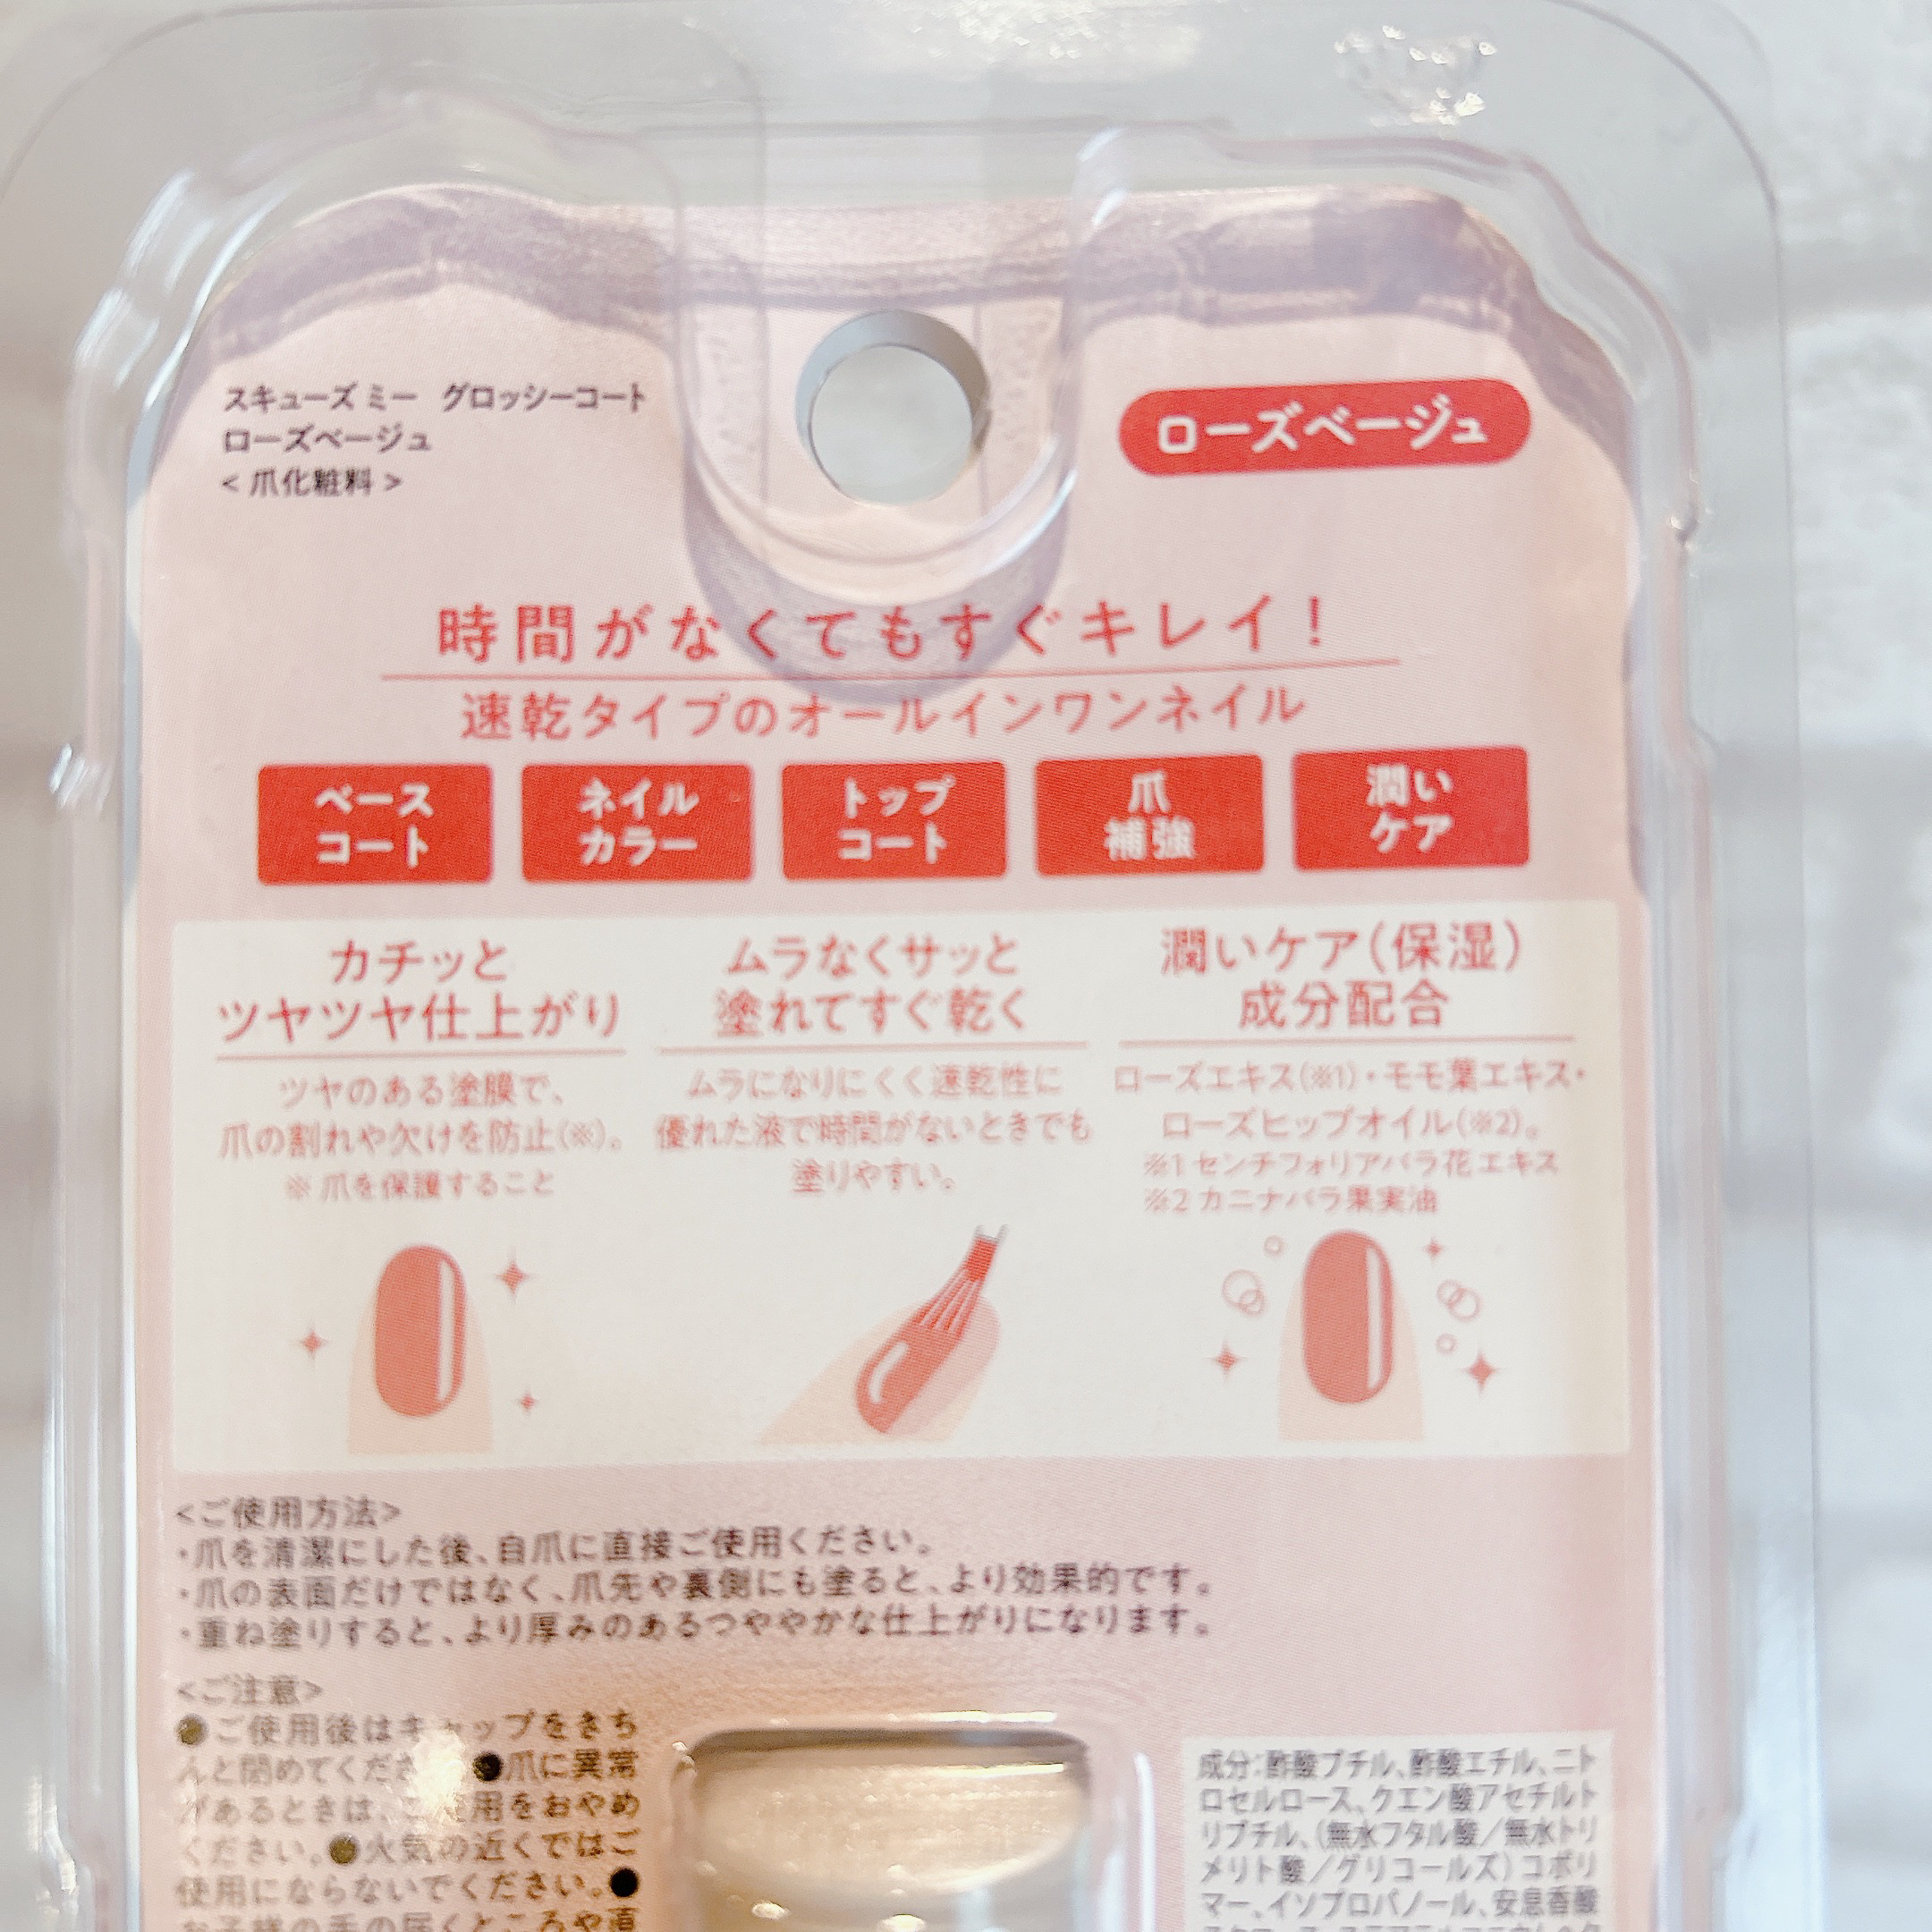 スキューズ ミー グロッシーコート
ローズベージュ
< 爪化粧料 >
ローズベージュ
時間がなくてもすぐキレイ！
速乾タイプのオールインワンネイル
ベース
コート
ネイル
カラー
トップ
コート
爪
補強
潤い
ケア
カチッと
ツヤツヤ仕上がり
ツヤのある塗膜で、
爪の割れや欠けを防止(※)。
※ 爪を保護すること
ムラなくサッと
塗れてすぐ乾く
ムラになりにくく速乾性に
優れた液で時間がないときでも
塗りやすい。
潤いケア(保湿)
成分配合
ローズエキス(※1)・モモ葉エキス・
ローズヒップオイル(※2)。
※1 センチフォリアバラ花エキス
※2 カニナバラ果実油
<ご使用方法>
・爪を清潔にした後、自爪に直接ご使用ください。
・爪の表面だけではなく、爪先や裏側にも塗ると、より効果的です。
・重ね塗りすると、より厚みのあるつややかな仕上がりになります。
<ご注意>
●ご使用後はキャップをきち
んと閉めてくださ ●爪に異常
があるときは、ご使用をおやめ
ください。●火気の近くではご
使用にならないでください。●
お子様の手の届くところや直
成分：酢酸ブチル、酢酸エチル、ニト
ロセルロース、クエン酸アセチルト
リブチル、(無水フタル酸／無水トリ
メリト酸／グリコールズ)コポリ
マー、イソプロパノール、安息香酸